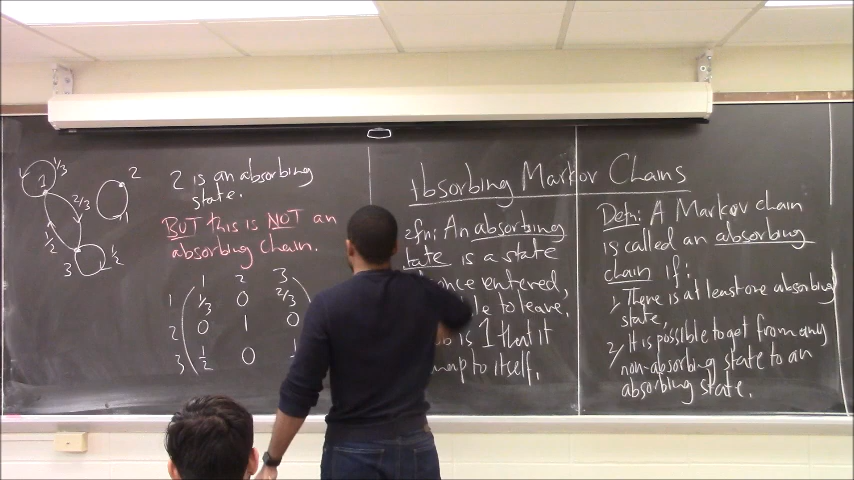 1/3
1
2/3
1/2
3
1/2
2
1
2 is an absorbing
state.
BUT this is NOT an
absorbing chain.
1 2 3
1 1/3 0 2/3
2 0 1 0
3 1/2 0
bsorbing Markov Chains
fn: An absorbing
tate is a state
once entered,
le to leave.
is 1 that it
map to itself.
Defn: A Markov chain
is called an absorbing
chain if:
1, There is at least one absorbing
state,
2, It is possible to get from any
non-absorbing state to an
absorbing state.